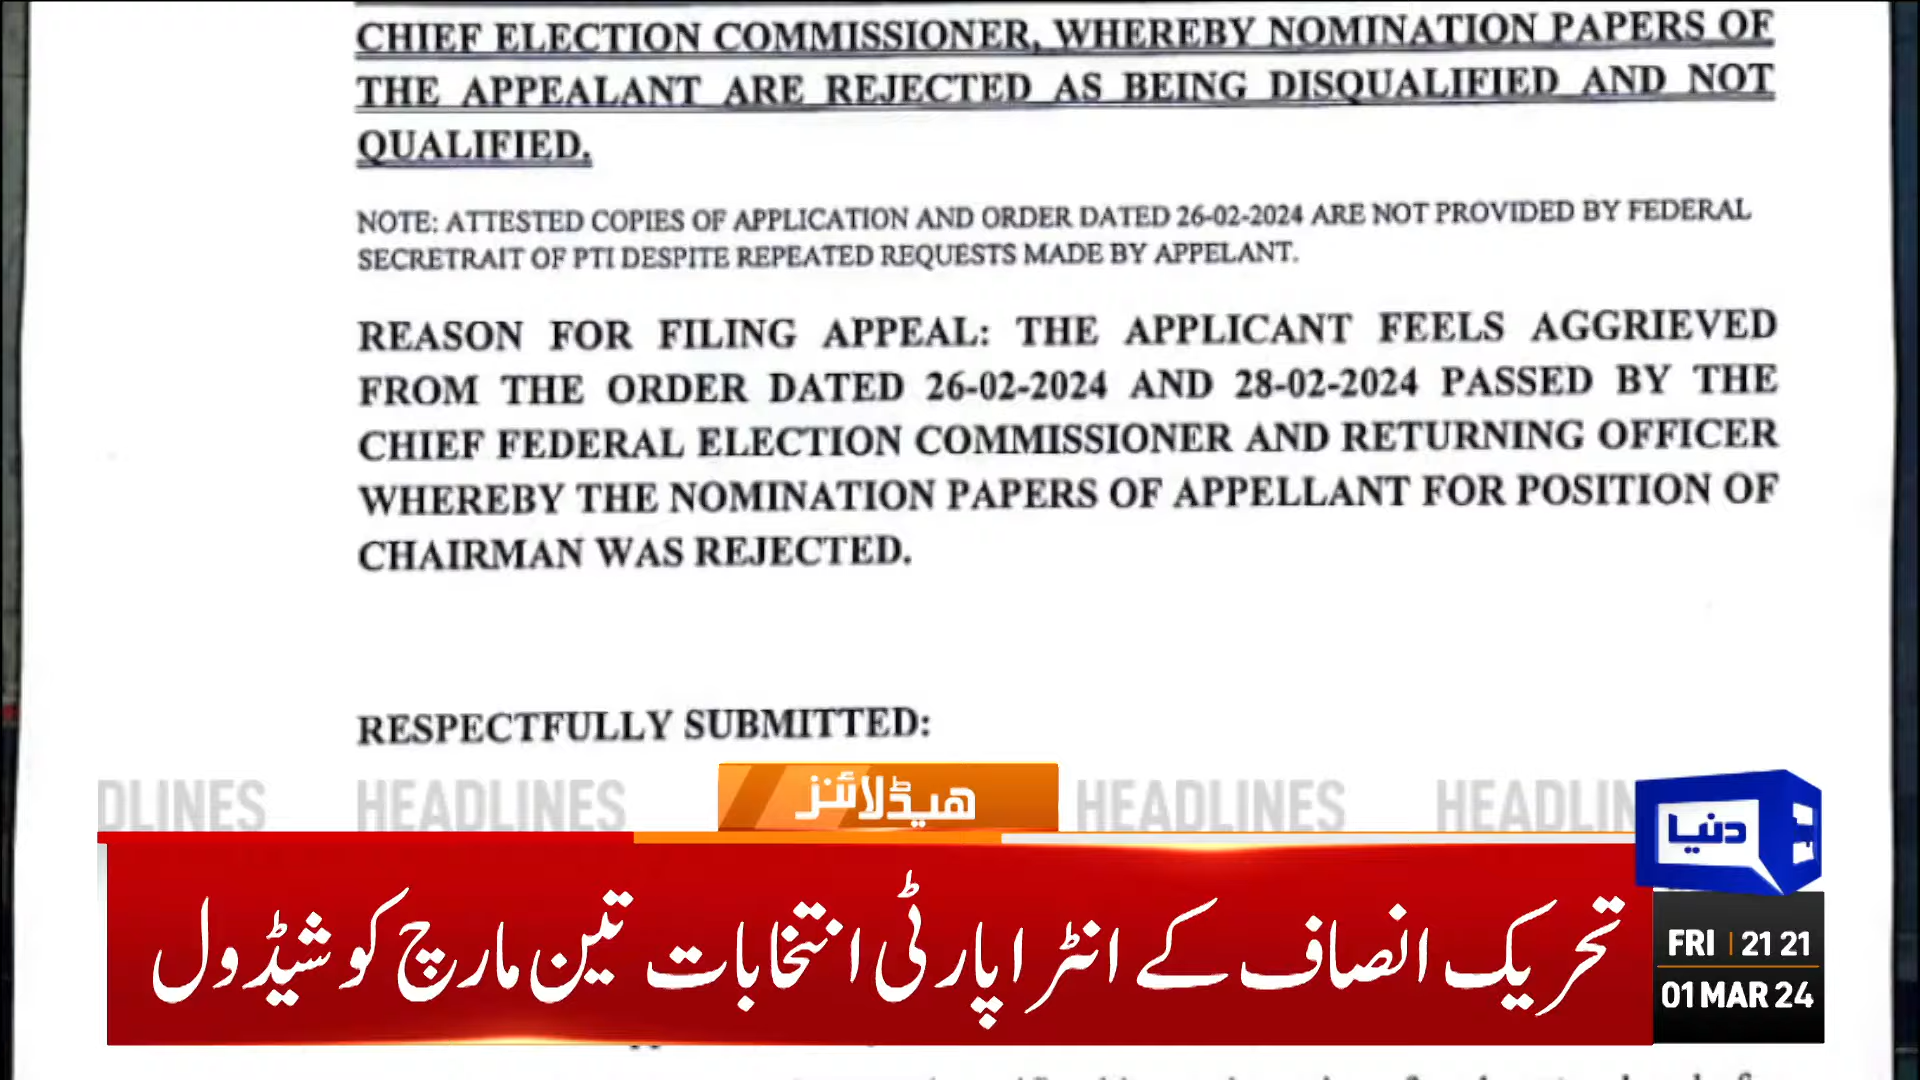 CHIEF ELECTION COMMISSIONER, WHEREBY NOMINATION PAPERS OF
THE APPEALANT ARE REJECTED AS BEING DISQUALIFIED AND NOT
QUALIFIED.
NOTE: ATTESTED COPIES OF APPLICATION AND ORDER DATED 26-02-2024 ARE NOT PROVIDED BY FEDERAL
SECRETRAIT OF PTI DESPITE REPEATED REQUESTS MADE BY APPELANT.
REASON FOR FILING APPEAL: THE APPLICANT FEELS AGGRIEVED
FROM THE ORDER DATED 26-02-2024 AND 28-02-2024 PASSED BY THE
CHIEF FEDERAL ELECTION COMMISSIONER AND RETURNING OFFICER
WHEREBY THE NOMINATION PAPERS OF APPELLANT FOR POSITION OF
CHAIRMAN WAS REJECTED.
RESPECTFULLY SUBMITTED:
DLINES HEADLINES HEADLINES HEADLIN
ہیڈلائنز
دنیا
تحریک انصاف کے انٹرا پارٹی انتخابات تین مارچ کو شیڈول
FRI 21 21
01 MAR 24